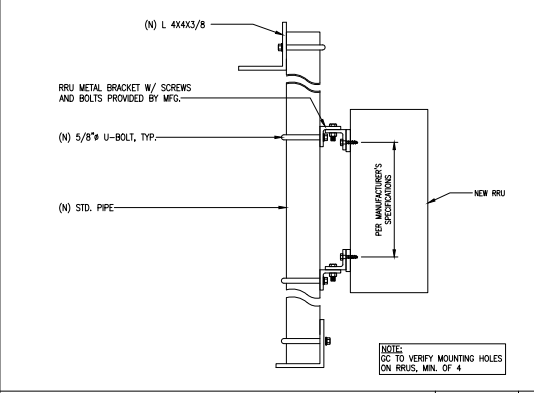 (N) L 4X4X3/8
RRU METAL BRACKET W/ SCREWS
AND BOLTS PROVIDED BY MFG.
(N) 5/8"ø U-BOLT, TYP.
PER MANUFACTURER'S
SPECIFICATIONS
NEW RRU
(N) STD. PIPE
NOTE:
GC TO VERIFY MOUNTING HOLES
ON RRUS, MIN. OF 4